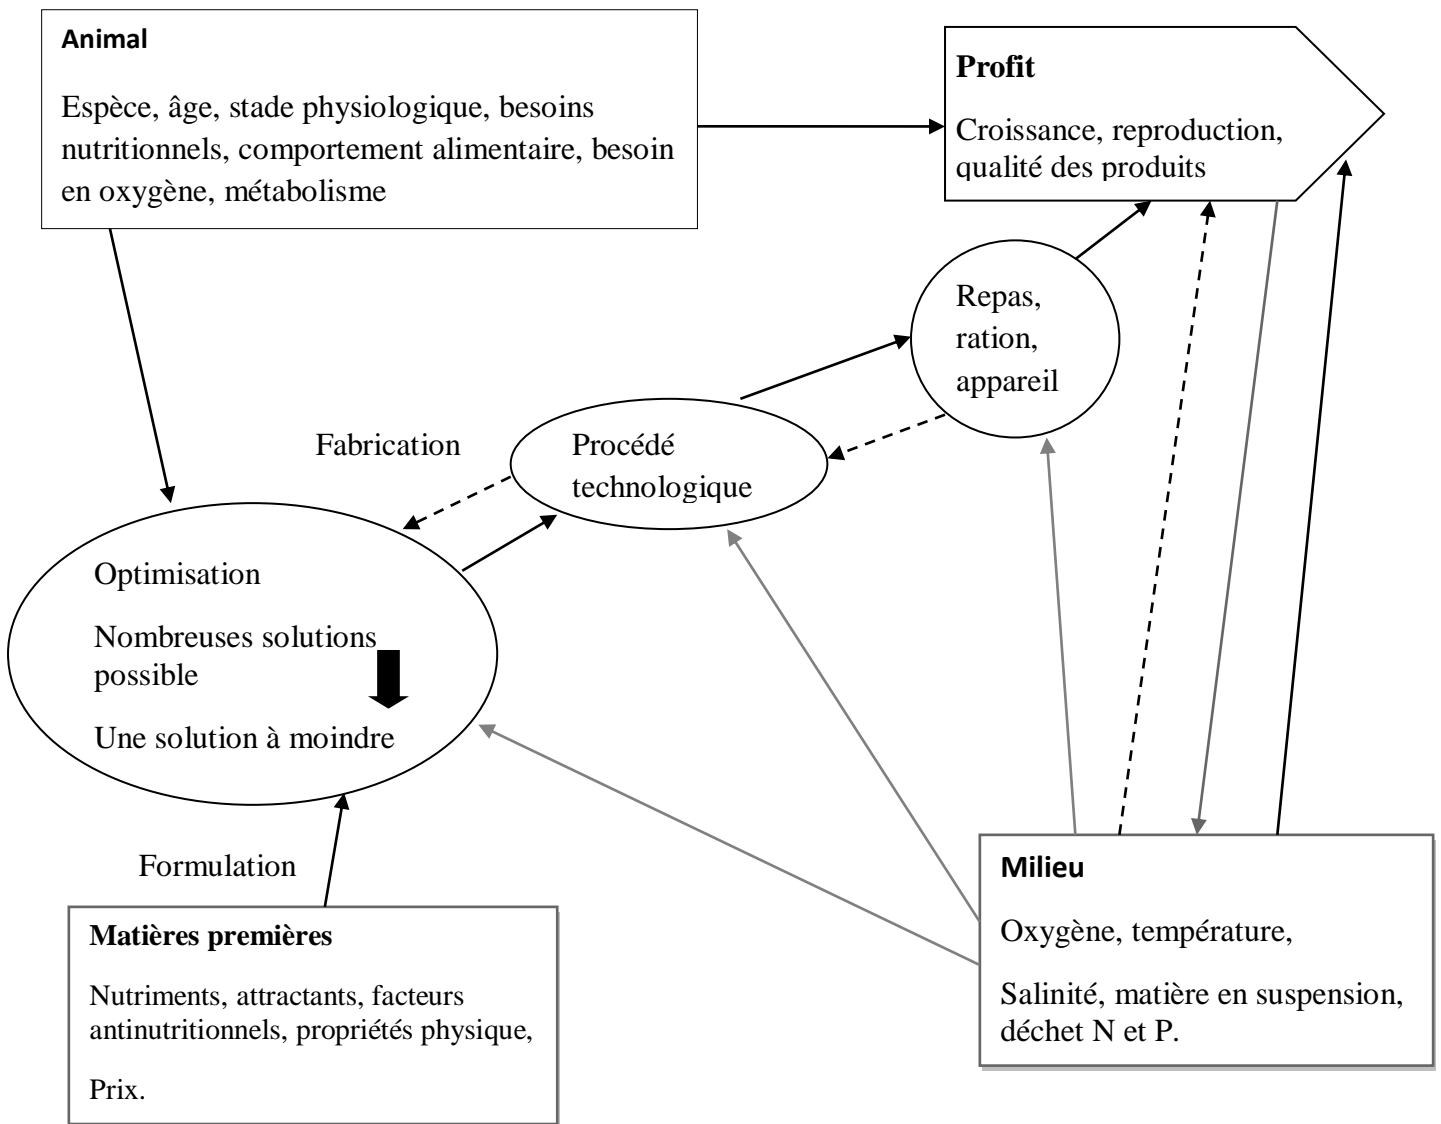 Animal
Espèce, âge, stade physiologique, besoins
nutritionnels, comportement alimentaire, besoin
en oxygène, métabolisme
Profit
Croissance, reproduction,
qualité des produits
Repas,
ration,
appareil
Fabrication
Procédé
technologique
Optimisation
Nombreuses solutions
possible
Une solution à moindre
Formulation
Matières premières
Nutriments, attractants, facteurs
antinutritionnels, propriétés physique,
Prix.
Milieu
Oxygène, température,
Salinité, matière en suspension,
déchet N et P.